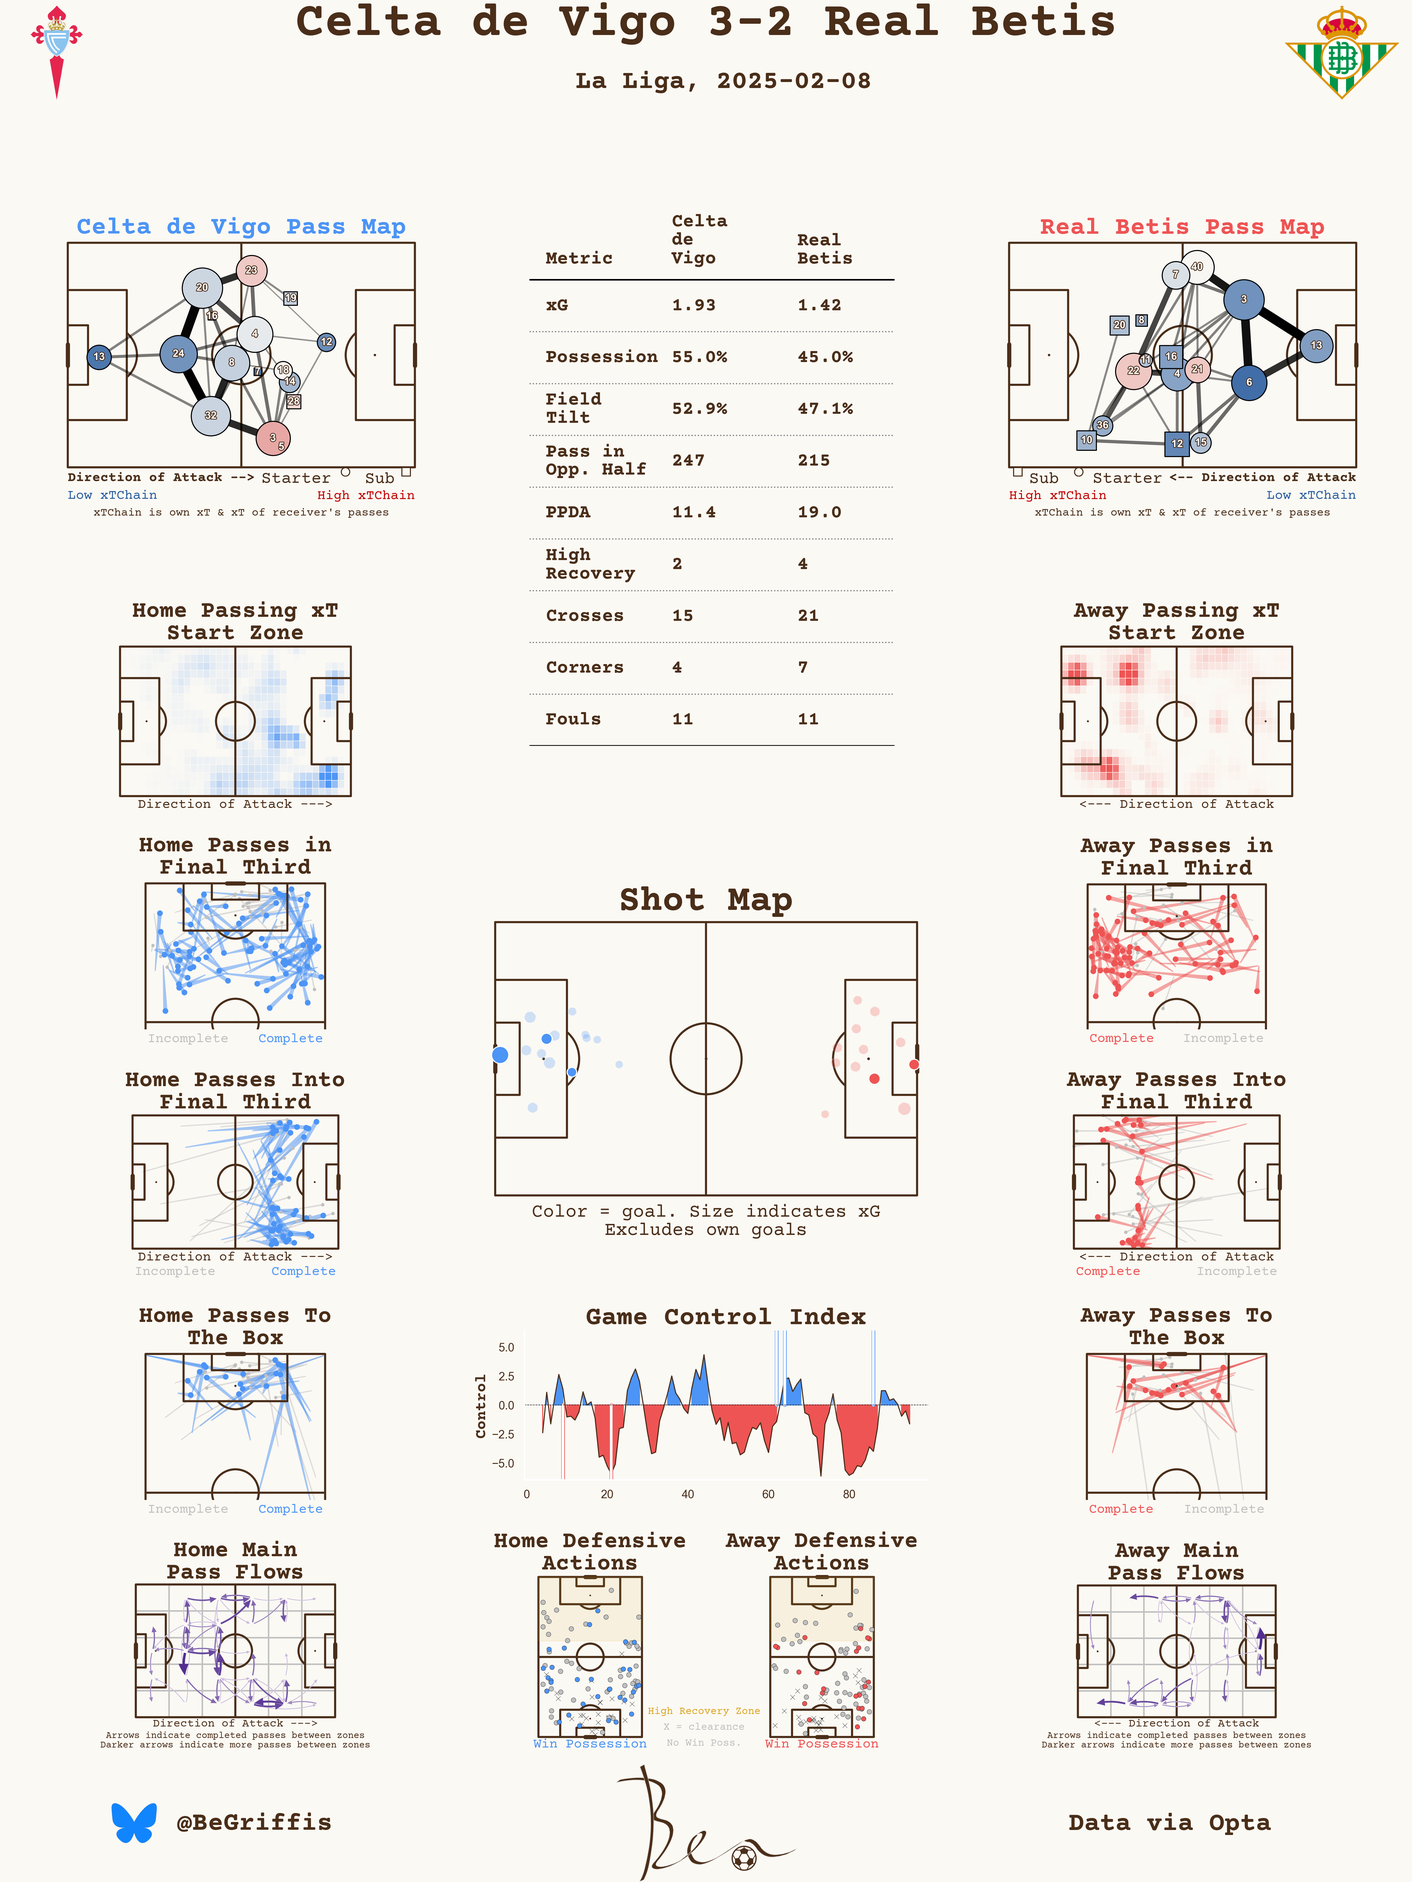 Celta de Vigo 3-2 Real Betis
La Liga, 2025-02-08
Celta de Vigo Pass Map
20
23
19
16
4
12
13
24
8
7
18
14
28
32
3
5
Direction of Attack --> Starter Sub
Low xTChain High xTChain
xTChain is own xT & xT of receiver's passes
Metric Celta de Vigo Real Betis
xG 1.93 1.42
Possession 55.0% 45.0%
Field Tilt 52.9% 47.1%
Pass in Opp. Half 247 215
PPDA 11.4 19.0
High Recovery 2 4
Crosses 15 21
Corners 4 7
Fouls 11 11
Real Betis Pass Map
7
40
3
20
8
13
11
16
22
4
21
6
36
10
12
15
Sub Starter <-- Direction of Attack
High xTChain Low xTChain
xTChain is own xT & xT of receiver's passes
Home Passing xT
Start Zone
Direction of Attack --->
Away Passing xT
Start Zone
<--- Direction of Attack
Home Passes in
Final Third
Incomplete Complete
Away Passes in
Final Third
Complete Incomplete
Shot Map
Color = goal. Size indicates xG
Excludes own goals
Home Passes Into
Final Third
Direction of Attack --->
Incomplete Complete
Away Passes Into
Final Third
<--- Direction of Attack
Complete Incomplete
Home Passes To
The Box
Incomplete Complete
Game Control Index
Control
5.0
2.5
0.0
−2.5
−5.0
0 20 40 60 80
Away Passes To
The Box
Complete Incomplete
Home Main
Pass Flows
Direction of Attack --->
Arrows indicate completed passes between zones
Darker arrows indicate more passes between zones
Home Defensive
Actions
Win Possession
High Recovery Zone
X = clearance
No Win Poss.
Away Defensive
Actions
Win Possession
Away Main
Pass Flows
<--- Direction of Attack
Arrows indicate completed passes between zones
Darker arrows indicate more passes between zones
@BeGriffis
Ben
Data via Opta